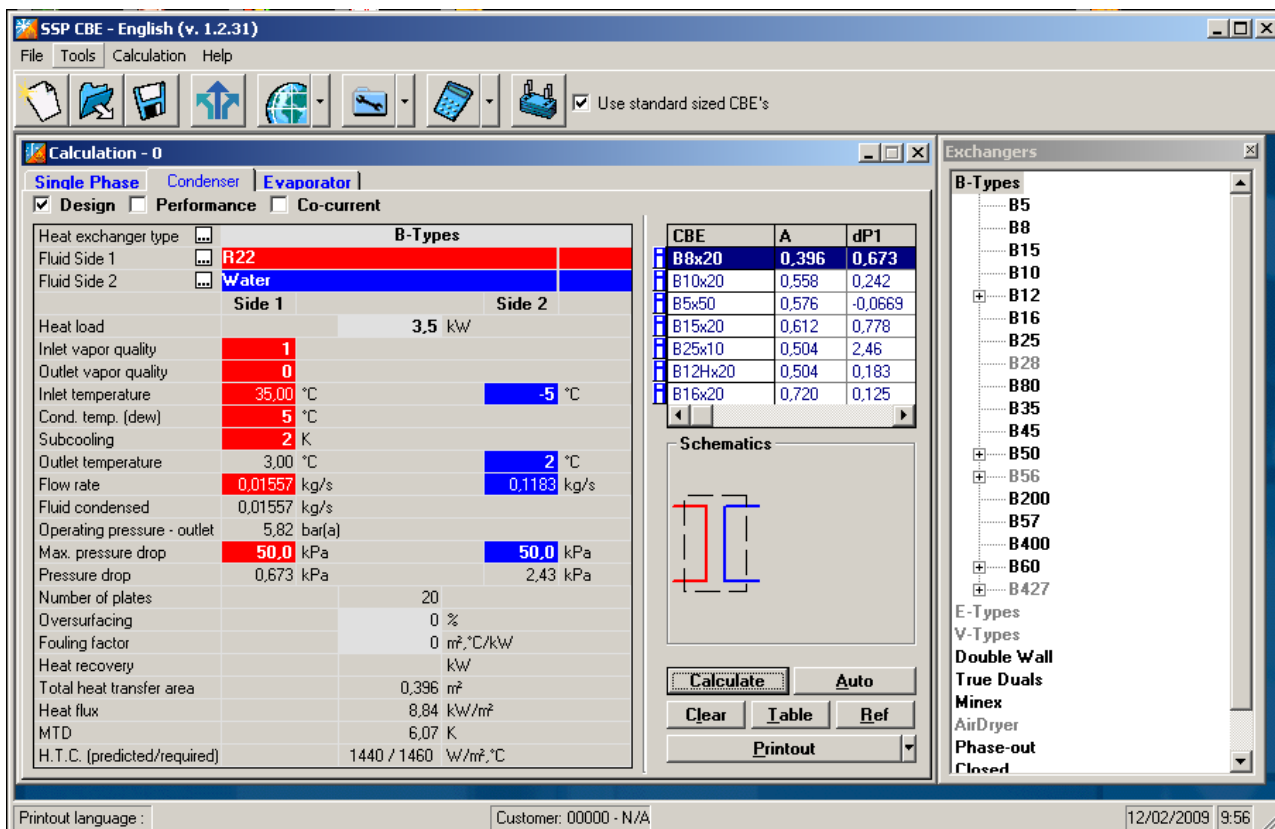 SSP CBE - English (v. 1.2.31)
File Tools Calculation Help
Use standard sized CBE's
Calculation - 0
Single Phase Condenser Evaporator
Design Performance Co-current
Heat exchanger type ... B-Types
Fluid Side 1 ... R22
Fluid Side 2 ... Water
Side 1 Side 2
Heat load 3,5 kW
Inlet vapor quality 1
Outlet vapor quality 0
Inlet temperature 35,00 °C -5 °C
Cond. temp. (dew) 5 °C
Subcooling 2 K
Outlet temperature 3,00 °C 2 °C
Flow rate 0,01557 kg/s 0,1183 kg/s
Fluid condensed 0,01557 kg/s
Operating pressure - outlet 5,82 bar(a)
Max. pressure drop 50,0 kPa 50,0 kPa
Pressure drop 0,673 kPa 2,43 kPa
Number of plates 20
Oversurfacing 0 %
Fouling factor 0 m²,°C/kW
Heat recovery kW
Total heat transfer area 0,396 m²
Heat flux 8,84 kW/m²
MTD 6,07 K
H.T.C. (predicted/required) 1440 / 1460 W/m²,°C
CBE A dP1
B8x20 0,396 0,673
B10x20 0,558 0,242
B5x50 0,576 -0,0669
B15x20 0,612 0,778
B25x10 0,504 2,46
B12Hx20 0,504 0,183
B16x20 0,720 0,125
Schematics
Calculate Auto
Clear Table Ref
Printout
Exchangers
B-Types
B5
B8
B15
B10
B12
B16
B25
B28
B80
B35
B45
B50
B56
B200
B57
B400
B60
B427
E-Types
V-Types
Double Wall
True Duals
Minex
AirDryer
Phase-out
Closed
Printout language : Customer: 00000 - N/A 12/02/2009 9:56